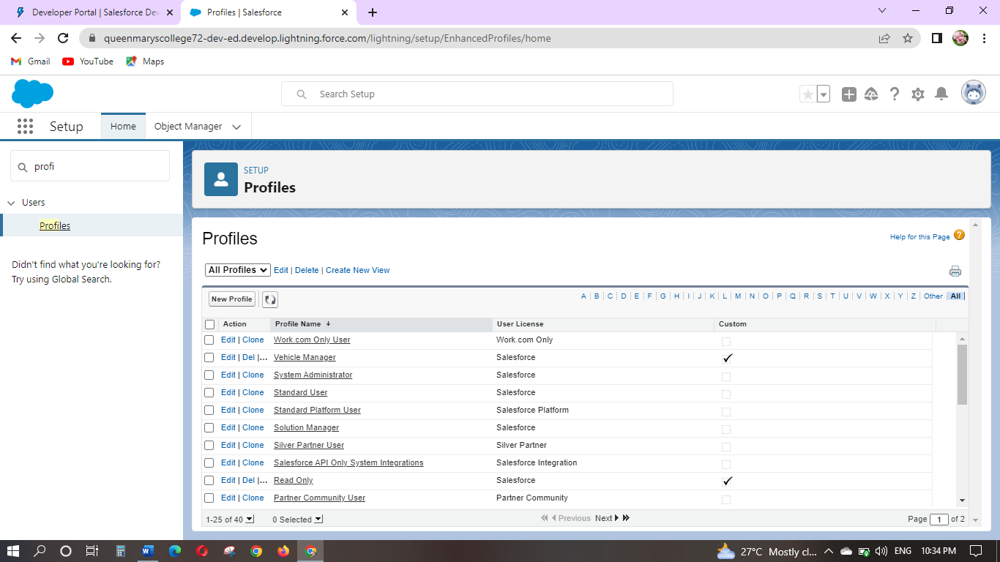 Developer Portal | Salesforce Dev
Profiles | Salesforce
queenmaryscollege72-dev-ed.develop.lightning.force.com/lightning/setup/EnhancedProfiles/home
Gmail YouTube Maps
Search Setup
Setup Home Object Manager
profi
Users
Profiles
Didn't find what you're looking for?
Try using Global Search.
SETUP
Profiles
Profiles
Help for this Page ?
All Profiles Edit | Delete | Create New View
New Profile A | B | C | D | E | F | G | H | I | J | K | L | M | N | O | P | Q | R | S | T | U | V | W | X | Y | Z | Other | All
Action Profile Name User License Custom
Edit | Clone Work.com Only User Work.com Only
Edit | Del |... Vehicle Manager Salesforce ✓
Edit | Clone System Administrator Salesforce
Edit | Clone Standard User Salesforce
Edit | Clone Standard Platform User Salesforce Platform
Edit | Clone Solution Manager Salesforce
Edit | Clone Silver Partner User Silver Partner
Edit | Clone Salesforce API Only System Integrations Salesforce Integration
Edit | Del |... Read Only Salesforce ✓
Edit | Clone Partner Community User Partner Community
1-25 of 40 0 Selected Previous Next Page 1 of 2
27°C Mostly cl... ENG 10:34 PM